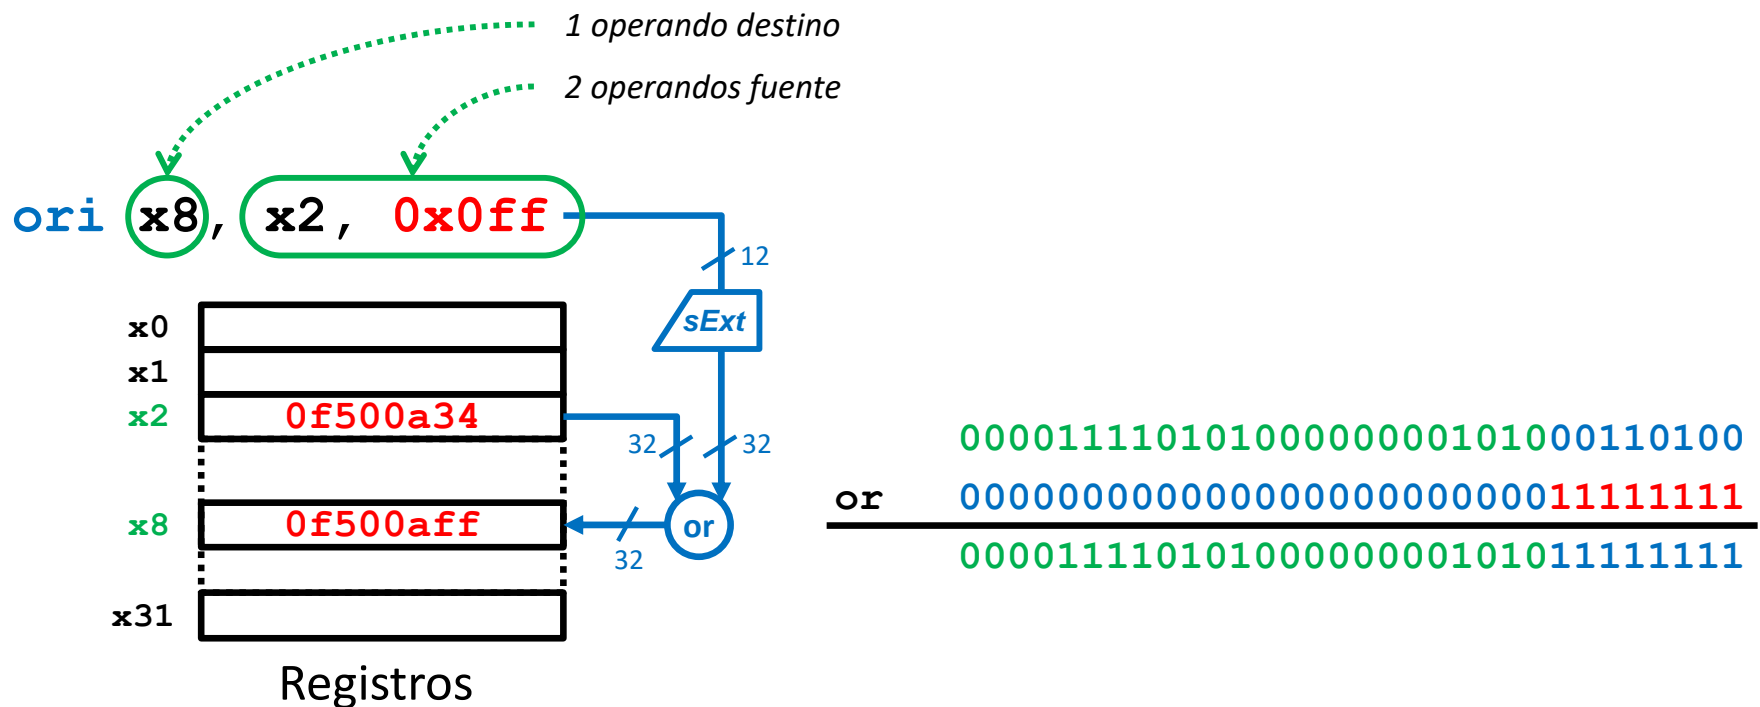 1 operando destino
2 operandos fuente
ori x8, x2, 0x0ff
12
sExt
x0
x1
x2 0f500a34
32 32
x8 0f500aff
or
32
x31
Registros
00001111010100000000101000110100
or 00000000000000000000000011111111
00001111010100000000101011111111